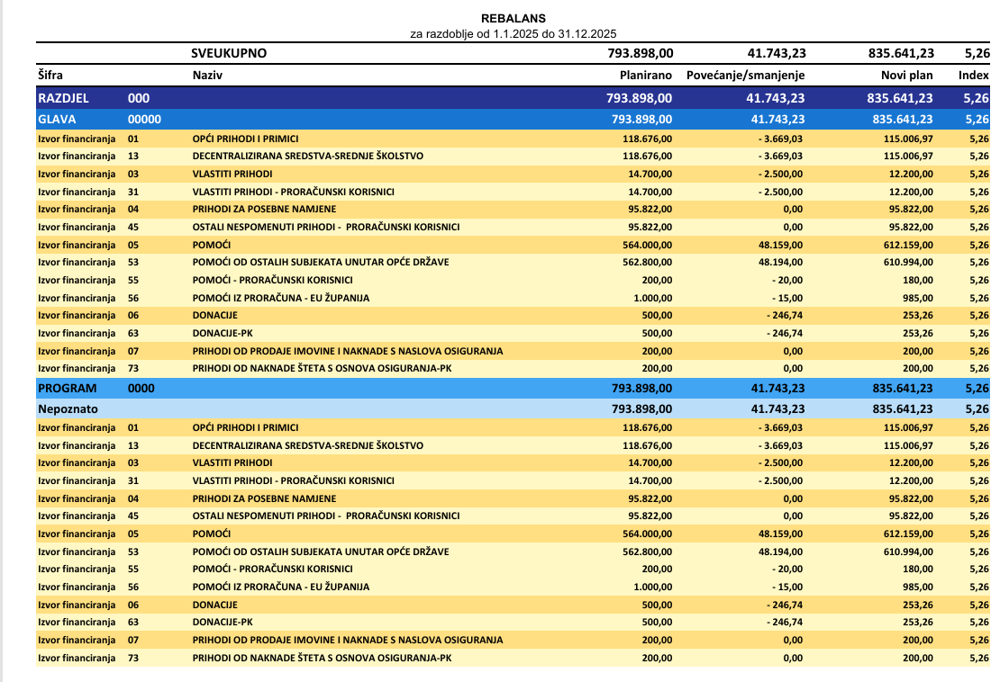 REBALANS
za razdoblje od 1.1.2025 do 31.12.2025
SVEUKUPNO 793.898,00 41.743,23 835.641,23 5,26
Šifra Naziv Planirano Povećanje/smanjenje Novi plan Index
RAZDJEL 000 793.898,00 41.743,23 835.641,23 5,26
GLAVA 00000 793.898,00 41.743,23 835.641,23 5,26
Izvor financiranja 01 OPĆI PRIHODI I PRIMICI 118.676,00 - 3.669,03 115.006,97 5,26
Izvor financiranja 13 DECENTRALIZIRANA SREDSTVA-SREDNJE ŠKOLSTVO 118.676,00 - 3.669,03 115.006,97 5,26
Izvor financiranja 03 VLASTITI PRIHODI 14.700,00 - 2.500,00 12.200,00 5,26
Izvor financiranja 31 VLASTITI PRIHODI - PRORAČUNSKI KORISNICI 14.700,00 - 2.500,00 12.200,00 5,26
Izvor financiranja 04 PRIHODI ZA POSEBNE NAMJENE 95.822,00 0,00 95.822,00 5,26
Izvor financiranja 45 OSTALI NESPOMENUTI PRIHODI - PRORAČUNSKI KORISNICI 95.822,00 0,00 95.822,00 5,26
Izvor financiranja 05 POMOĆI 564.000,00 48.159,00 612.159,00 5,26
Izvor financiranja 53 POMOĆI OD OSTALIH SUBJEKATA UNUTAR OPĆE DRŽAVE 562.800,00 48.194,00 610.994,00 5,26
Izvor financiranja 55 POMOĆI - PRORAČUNSKI KORISNICI 200,00 - 20,00 180,00 5,26
Izvor financiranja 56 POMOĆI IZ PRORAČUNA - EU ŽUPANIJA 1.000,00 - 15,00 985,00 5,26
Izvor financiranja 06 DONACIJE 500,00 - 246,74 253,26 5,26
Izvor financiranja 63 DONACIJE-PK 500,00 - 246,74 253,26 5,26
Izvor financiranja 07 PRIHODI OD PRODAJE IMOVINE I NAKNADE S NASLOVA OSIGURANJA 200,00 0,00 200,00 5,26
Izvor financiranja 73 PRIHODI OD NAKNADE ŠTETA S OSNOVA OSIGURANJA-PK 200,00 0,00 200,00 5,26
PROGRAM 0000 793.898,00 41.743,23 835.641,23 5,26
Nepoznato 793.898,00 41.743,23 835.641,23 5,26
Izvor financiranja 01 OPĆI PRIHODI I PRIMICI 118.676,00 - 3.669,03 115.006,97 5,26
Izvor financiranja 13 DECENTRALIZIRANA SREDSTVA-SREDNJE ŠKOLSTVO 118.676,00 - 3.669,03 115.006,97 5,26
Izvor financiranja 03 VLASTITI PRIHODI 14.700,00 - 2.500,00 12.200,00 5,26
Izvor financiranja 31 VLASTITI PRIHODI - PRORAČUNSKI KORISNICI 14.700,00 - 2.500,00 12.200,00 5,26
Izvor financiranja 04 PRIHODI ZA POSEBNE NAMJENE 95.822,00 0,00 95.822,00 5,26
Izvor financiranja 45 OSTALI NESPOMENUTI PRIHODI - PRORAČUNSKI KORISNICI 95.822,00 0,00 95.822,00 5,26
Izvor financiranja 05 POMOĆI 564.000,00 48.159,00 612.159,00 5,26
Izvor financiranja 53 POMOĆI OD OSTALIH SUBJEKATA UNUTAR OPĆE DRŽAVE 562.800,00 48.194,00 610.994,00 5,26
Izvor financiranja 55 POMOĆI - PRORAČUNSKI KORISNICI 200,00 - 20,00 180,00 5,26
Izvor financiranja 56 POMOĆI IZ PRORAČUNA - EU ŽUPANIJA 1.000,00 - 15,00 985,00 5,26
Izvor financiranja 06 DONACIJE 500,00 - 246,74 253,26 5,26
Izvor financiranja 63 DONACIJE-PK 500,00 - 246,74 253,26 5,26
Izvor financiranja 07 PRIHODI OD PRODAJE IMOVINE I NAKNADE S NASLOVA OSIGURANJA 200,00 0,00 200,00 5,26
Izvor financiranja 73 PRIHODI OD NAKNADE ŠTETA S OSNOVA OSIGURANJA-PK 200,00 0,00 200,00 5,26